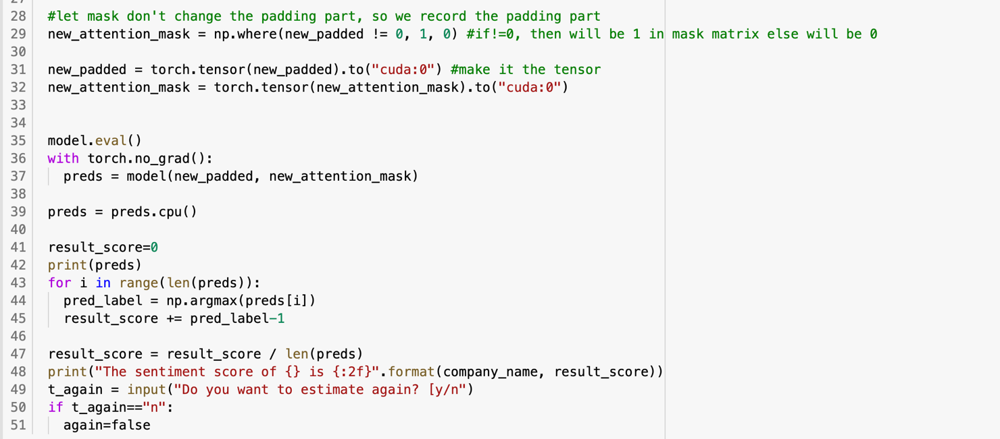 28 #let mask don't change the padding part, so we record the padding part
29 new_attention_mask = np.where(new_padded != 0, 1, 0) #if!=0, then will be 1 in mask matrix else will be 0
30
31 new_padded = torch.tensor(new_padded).to("cuda:0") #make it the tensor
32 new_attention_mask = torch.tensor(new_attention_mask).to("cuda:0")
33
34
35 model.eval()
36 with torch.no_grad():
37   preds = model(new_padded, new_attention_mask)
38
39 preds = preds.cpu()
40
41 result_score=0
42 print(preds)
43 for i in range(len(preds)):
44   pred_label = np.argmax(preds[i])
45   result_score += pred_label-1
46
47 result_score = result_score / len(preds)
48 print("The sentiment score of {} is {:2f}".format(company_name, result_score))
49 t_again = input("Do you want to estimate again? [y/n")
50 if t_again=="n":
51   again=false